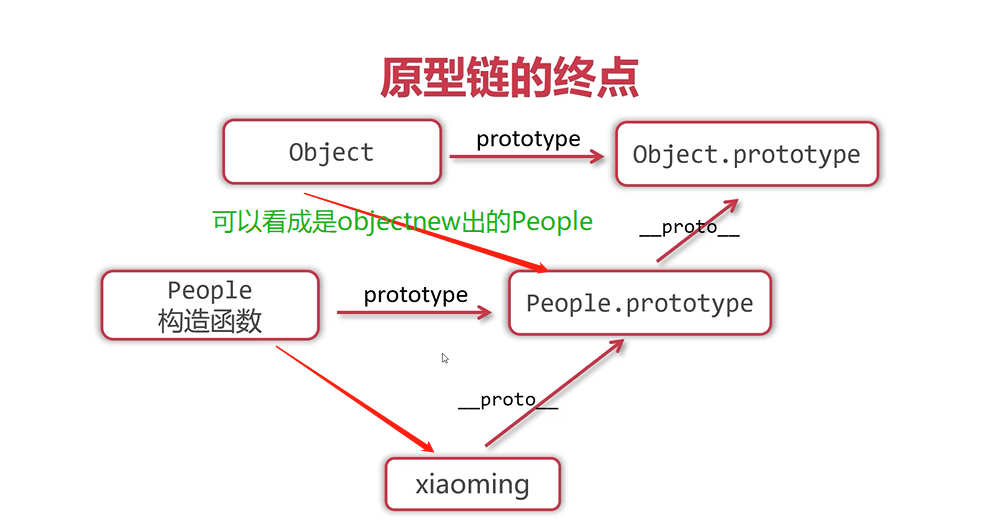 原型链的终点
Object
prototype
Object.prototype
可以看成是objectnew出的People
__proto__
People
构造函数
prototype
People.prototype
__proto__
xiaoming